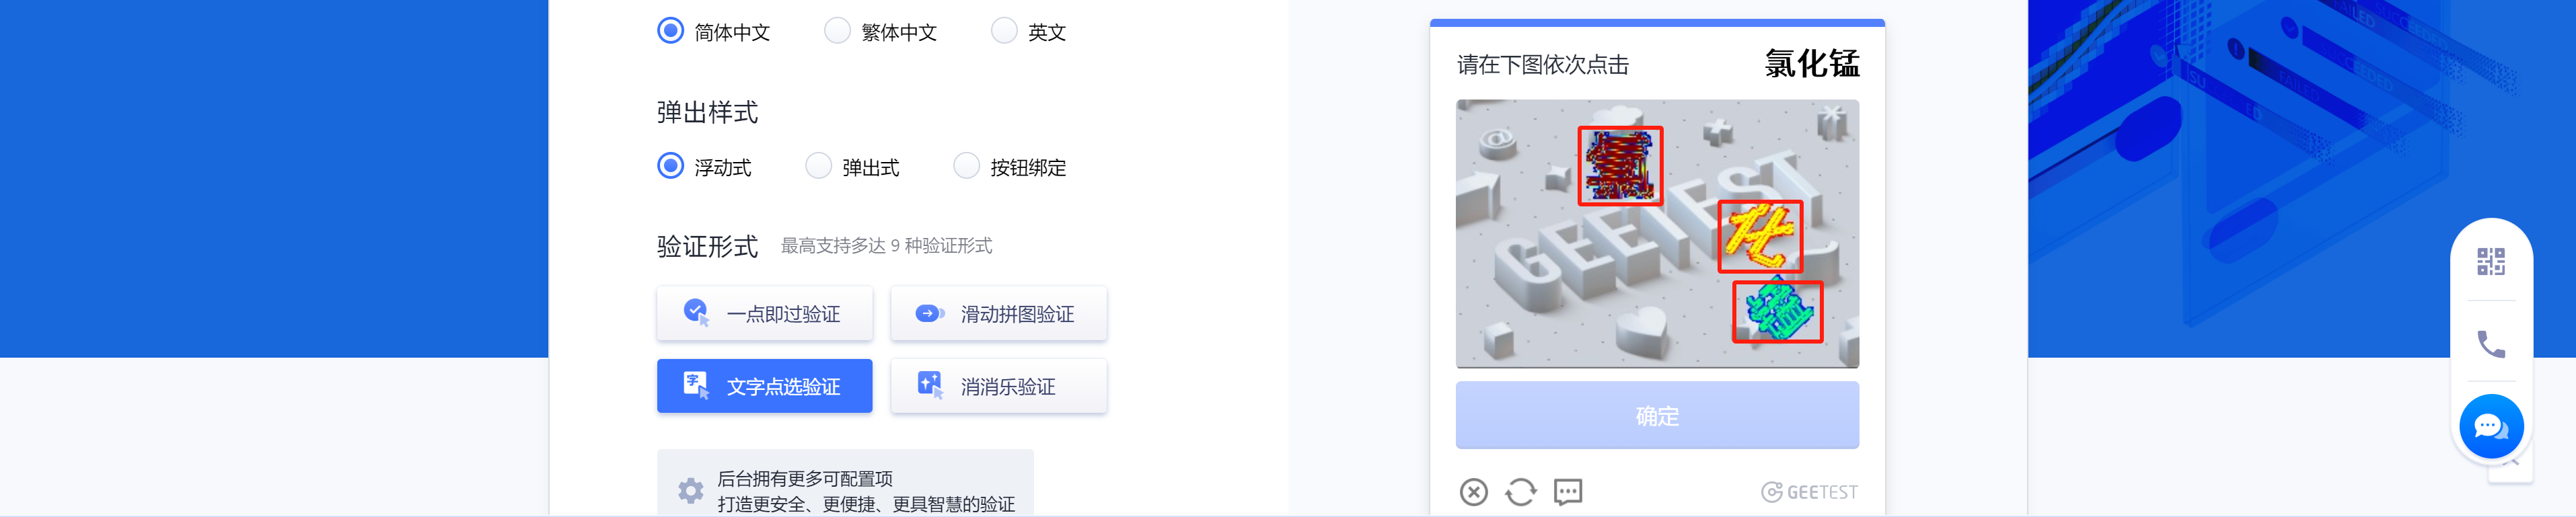 简体中文 繁体中文 英文
弹出样式
浮动式 弹出式 按钮绑定
验证形式 最高支持多达 9 种验证形式
一点即过验证 滑动拼图验证
文字点选验证 消消乐验证
后台拥有更多可配置项
打造更安全、更便捷、更具智慧的验证
请在下图依次点击 氯化锰
氯
GEETEST
化
锰
确定
GEETEST
FAILED
SUCCEEDED
FAILED